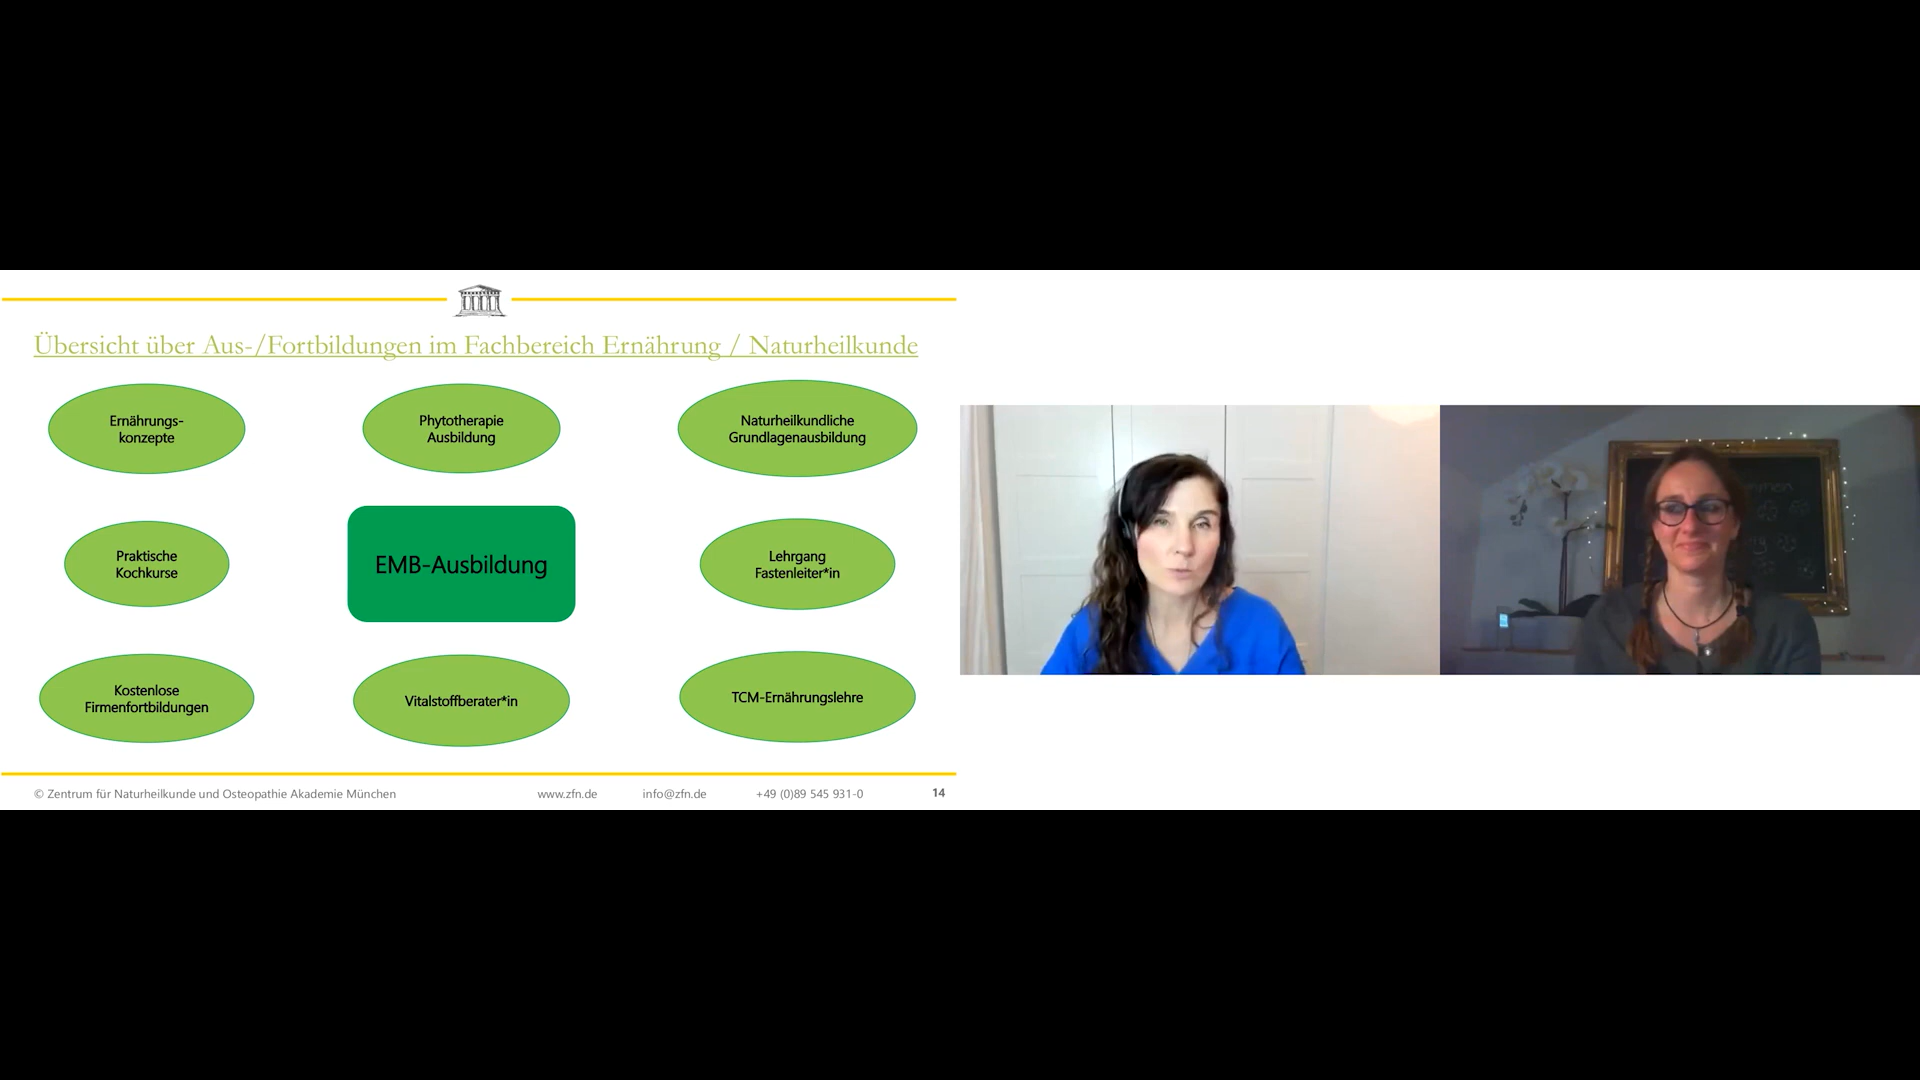 Übersicht über Aus-/Fortbildungen im Fachbereich Ernährung / Naturheilkunde
Ernährungs-
konzepte
Phytotherapie
Ausbildung
Naturheilkundliche
Grundlagenausbildung
Praktische
Kochkurse
EMB-Ausbildung
Lehrgang
Fastenleiter*in
Kostenlose
Firmenfortbildungen
Vitalstoffberater*in
TCM-Ernährungslehre
© Zentrum für Naturheilkunde und Osteopathie Akademie München www.zfn.de info@zfn.de +49 (0)89 545 931-0 14